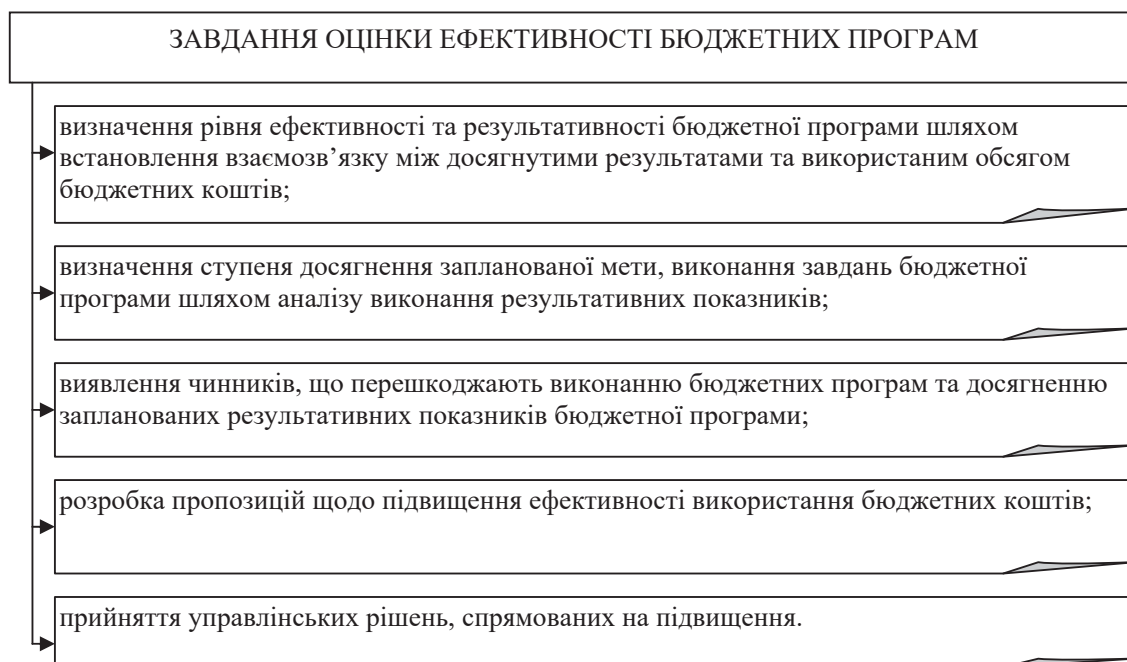 ЗАВДАННЯ ОЦІНКИ ЕФЕКТИВНОСТІ БЮДЖЕТНИХ ПРОГРАМ
визначення рівня ефективності та результативності бюджетної програми шляхом
встановлення взаємозв’язку між досягнутими результатами та використаним обсягом
бюджетних коштів;
визначення ступеня досягнення запланованої мети, виконання завдань бюджетної
програми шляхом аналізу виконання результативних показників;
виявлення чинників, що перешкоджають виконанню бюджетних програм та досягненню
запланованих результативних показників бюджетної програми;
розробка пропозицій щодо підвищення ефективності використання бюджетних коштів;
прийняття управлінських рішень, спрямованих на підвищення.